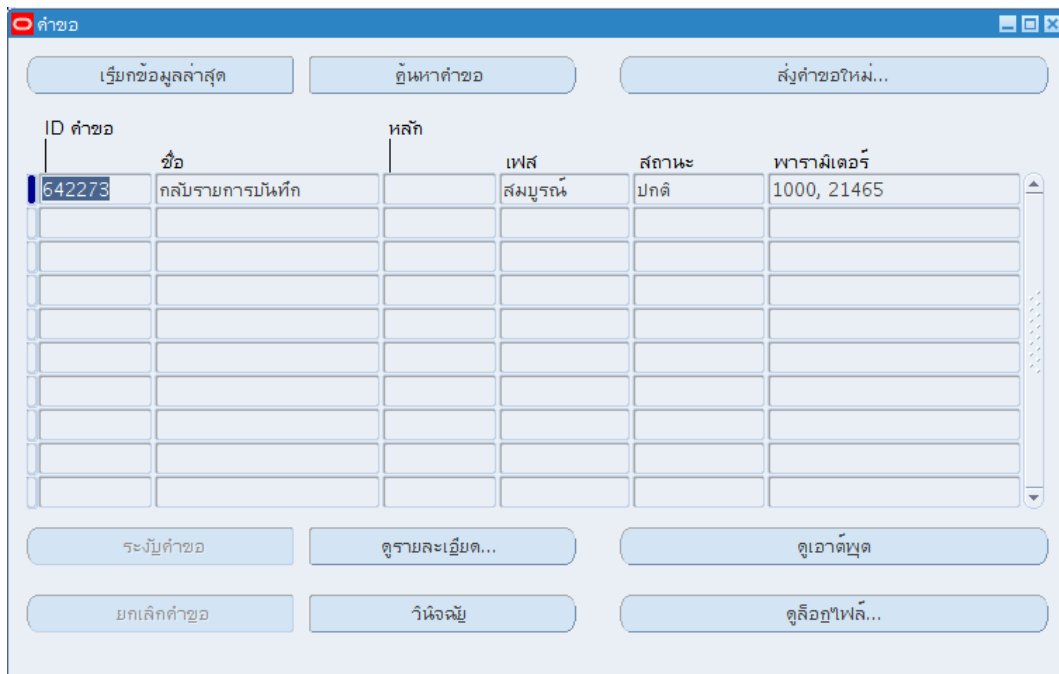 คำขอ
เรียกข้อมูลล่าสุด ค้นหาคำขอ ส่งคำขอใหม่...
ID คำขอ หลัก
ชื่อ เฟส สถานะ พารามิเตอร์
642273 กลับรายการบันทึก สมบูรณ์ ปกติ 1000, 21465
ระงับคำขอ ดูรายละเอียด... ดูเอาต์พุต
ยกเลิกคำขอ วินิจฉัย ดูล็อกไฟล์...